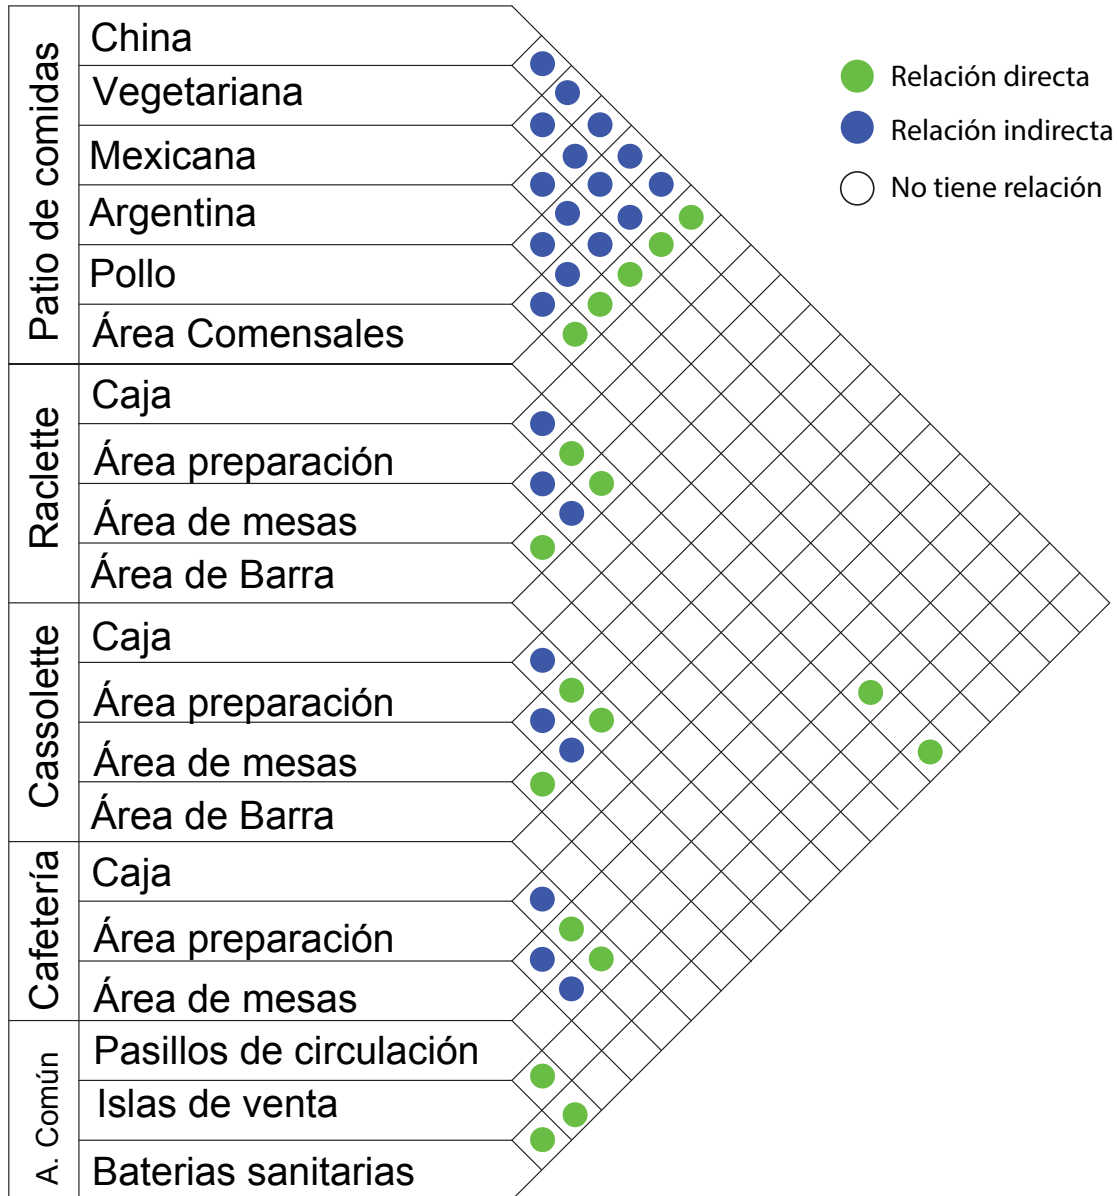 Patio de comidas
China
Vegetariana
Mexicana
Argentina
Pollo
Área Comensales
Raclette
Caja
Área preparación
Área de mesas
Área de Barra
Cassolette
Caja
Área preparación
Área de mesas
Área de Barra
Cafetería
Caja
Área preparación
Área de mesas
A. Común
Pasillos de circulación
Islas de venta
Baterias sanitarias
Relación directa
Relación indirecta
No tiene relación